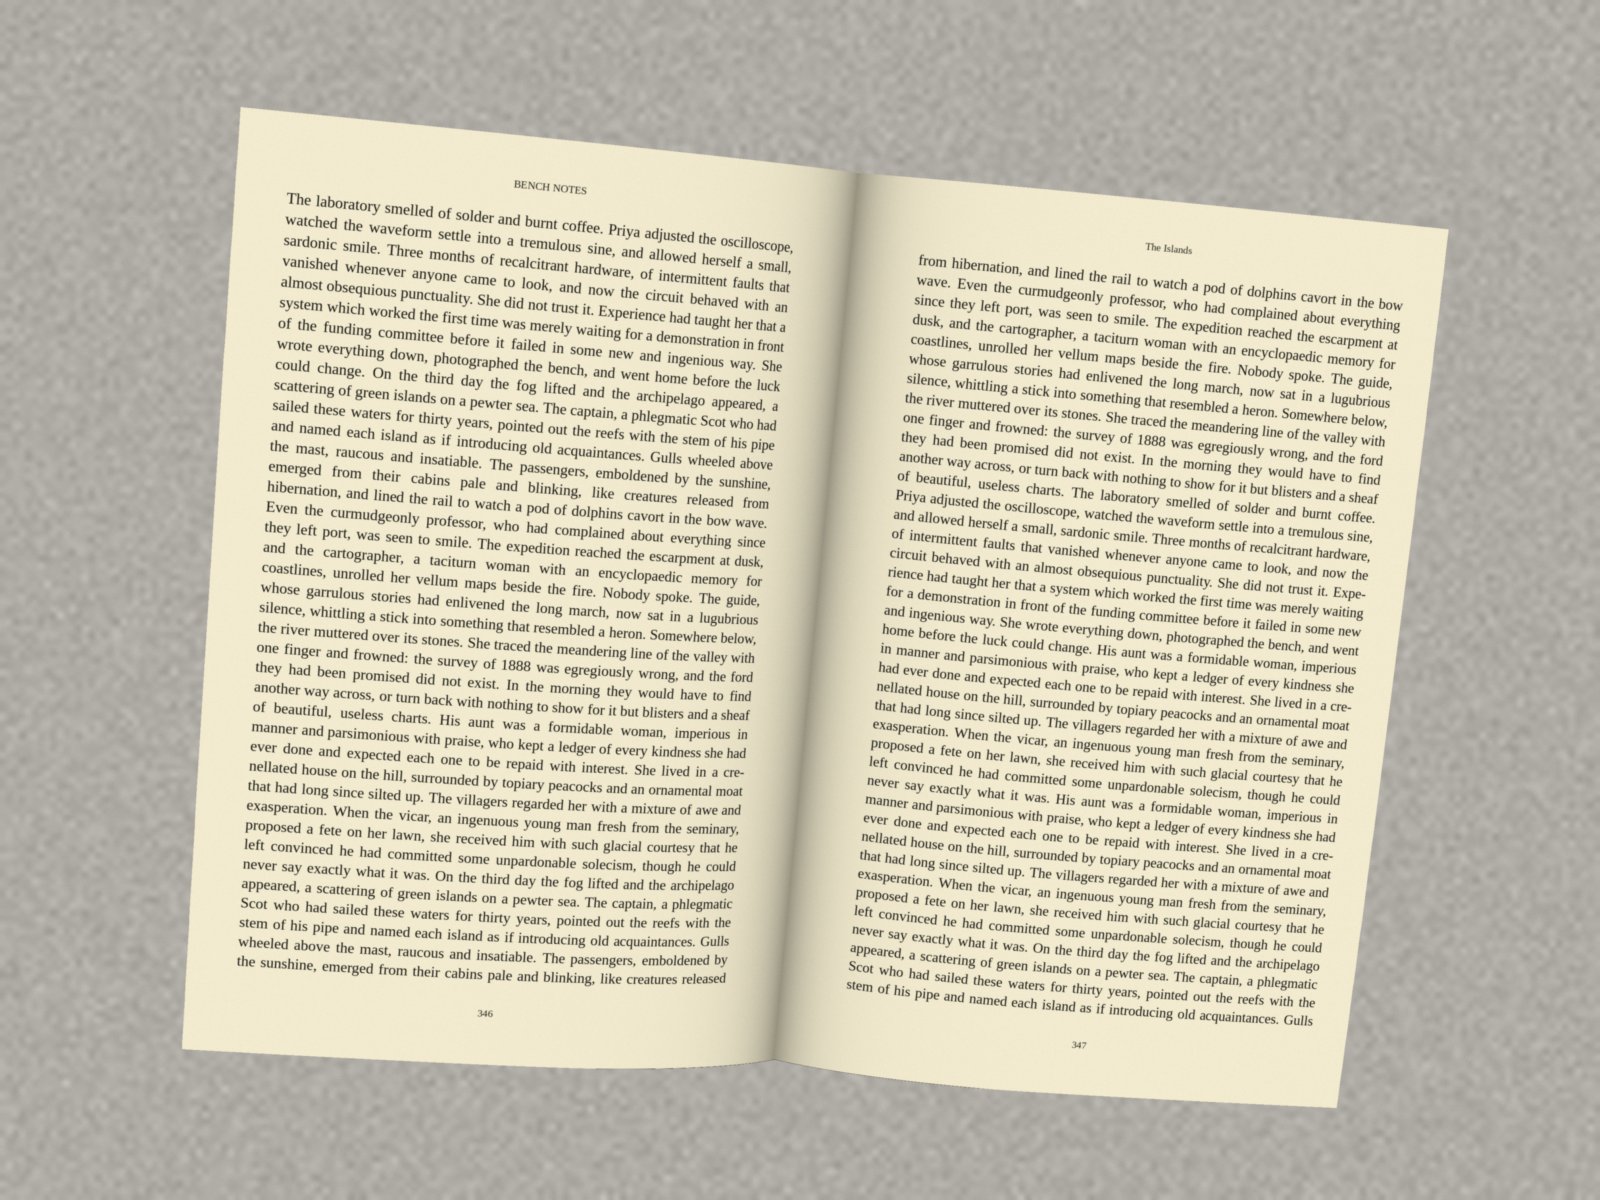 BENCH NOTES
The laboratory smelled of solder and burnt coffee. Priya adjusted the oscilloscope,
watched the waveform settle into a tremulous sine, and allowed herself a small,
sardonic smile. Three months of recalcitrant hardware, of intermittent faults that
vanished whenever anyone came to look, and now the circuit behaved with an
almost obsequious punctuality. She did not trust it. Experience had taught her that a
system which worked the first time was merely waiting for a demonstration in front
of the funding committee before it failed in some new and ingenious way. She
wrote everything down, photographed the bench, and went home before the luck
could change. On the third day the fog lifted and the archipelago appeared, a
scattering of green islands on a pewter sea. The captain, a phlegmatic Scot who had
sailed these waters for thirty years, pointed out the reefs with the stem of his pipe
and named each island as if introducing old acquaintances. Gulls wheeled above
the mast, raucous and insatiable. The passengers, emboldened by the sunshine,
emerged from their cabins pale and blinking, like creatures released from
hibernation, and lined the rail to watch a pod of dolphins cavort in the bow wave.
Even the curmudgeonly professor, who had complained about everything since
they left port, was seen to smile. The expedition reached the escarpment at dusk,
and the cartographer, a taciturn woman with an encyclopaedic memory for
coastlines, unrolled her vellum maps beside the fire. Nobody spoke. The guide,
whose garrulous stories had enlivened the long march, now sat in a lugubrious
silence, whittling a stick into something that resembled a heron. Somewhere below,
the river muttered over its stones. She traced the meandering line of the valley with
one finger and frowned: the survey of 1888 was egregiously wrong, and the ford
they had been promised did not exist. In the morning they would have to find
another way across, or turn back with nothing to show for it but blisters and a sheaf
of beautiful, useless charts. His aunt was a formidable woman, imperious in
manner and parsimonious with praise, who kept a ledger of every kindness she had
ever done and expected each one to be repaid with interest. She lived in a cre-
nellated house on the hill, surrounded by topiary peacocks and an ornamental moat
that had long since silted up. The villagers regarded her with a mixture of awe and
exasperation. When the vicar, an ingenuous young man fresh from the seminary,
proposed a fete on her lawn, she received him with such glacial courtesy that he
left convinced he had committed some unpardonable solecism, though he could
never say exactly what it was. On the third day the fog lifted and the archipelago
appeared, a scattering of green islands on a pewter sea. The captain, a phlegmatic
Scot who had sailed these waters for thirty years, pointed out the reefs with the
stem of his pipe and named each island as if introducing old acquaintances. Gulls
wheeled above the mast, raucous and insatiable. The passengers, emboldened by
the sunshine, emerged from their cabins pale and blinking, like creatures released
346
The Islands
from hibernation, and lined the rail to watch a pod of dolphins cavort in the bow
wave. Even the curmudgeonly professor, who had complained about everything
since they left port, was seen to smile. The expedition reached the escarpment at
dusk, and the cartographer, a taciturn woman with an encyclopaedic memory for
coastlines, unrolled her vellum maps beside the fire. Nobody spoke. The guide,
whose garrulous stories had enlivened the long march, now sat in a lugubrious
silence, whittling a stick into something that resembled a heron. Somewhere below,
the river muttered over its stones. She traced the meandering line of the valley with
one finger and frowned: the survey of 1888 was egregiously wrong, and the ford
they had been promised did not exist. In the morning they would have to find
another way across, or turn back with nothing to show for it but blisters and a sheaf
of beautiful, useless charts. The laboratory smelled of solder and burnt coffee.
Priya adjusted the oscilloscope, watched the waveform settle into a tremulous sine,
and allowed herself a small, sardonic smile. Three months of recalcitrant hardware,
of intermittent faults that vanished whenever anyone came to look, and now the
circuit behaved with an almost obsequious punctuality. She did not trust it. Expe-
rience had taught her that a system which worked the first time was merely waiting
for a demonstration in front of the funding committee before it failed in some new
and ingenious way. She wrote everything down, photographed the bench, and went
home before the luck could change. His aunt was a formidable woman, imperious
in manner and parsimonious with praise, who kept a ledger of every kindness she
had ever done and expected each one to be repaid with interest. She lived in a cre-
nellated house on the hill, surrounded by topiary peacocks and an ornamental moat
that had long since silted up. The villagers regarded her with a mixture of awe and
exasperation. When the vicar, an ingenuous young man fresh from the seminary,
proposed a fete on her lawn, she received him with such glacial courtesy that he
left convinced he had committed some unpardonable solecism, though he could
never say exactly what it was. His aunt was a formidable woman, imperious in
manner and parsimonious with praise, who kept a ledger of every kindness she had
ever done and expected each one to be repaid with interest. She lived in a cre-
nellated house on the hill, surrounded by topiary peacocks and an ornamental moat
that had long since silted up. The villagers regarded her with a mixture of awe and
exasperation. When the vicar, an ingenuous young man fresh from the seminary,
proposed a fete on her lawn, she received him with such glacial courtesy that he
left convinced he had committed some unpardonable solecism, though he could
never say exactly what it was. On the third day the fog lifted and the archipelago
appeared, a scattering of green islands on a pewter sea. The captain, a phlegmatic
Scot who had sailed these waters for thirty years, pointed out the reefs with the
stem of his pipe and named each island as if introducing old acquaintances. Gulls
347